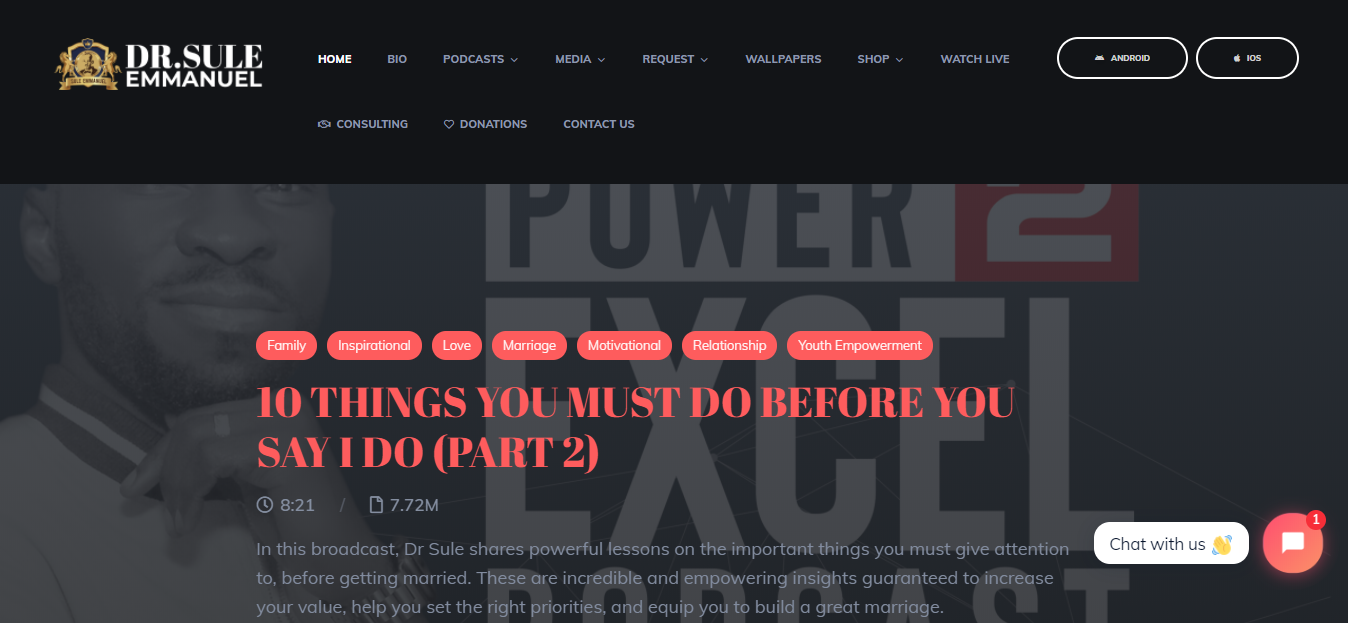 DR.SULE
EMMANUEL
HOME BIO PODCASTS MEDIA REQUEST WALLPAPERS SHOP WATCH LIVE
ANDROID IOS
CONSULTING DONATIONS CONTACT US
POWER 2
EXCEL
PODCAST
Family Inspirational Love Marriage Motivational Relationship Youth Empowerment
10 THINGS YOU MUST DO BEFORE YOU
SAY I DO (PART 2)
8:21 / 7.72M
In this broadcast, Dr Sule shares powerful lessons on the important things you must give attention
to, before getting married. These are incredible and empowering insights guaranteed to increase
your value, help you set the right priorities, and equip you to build a great marriage.
Chat with us 👋
1